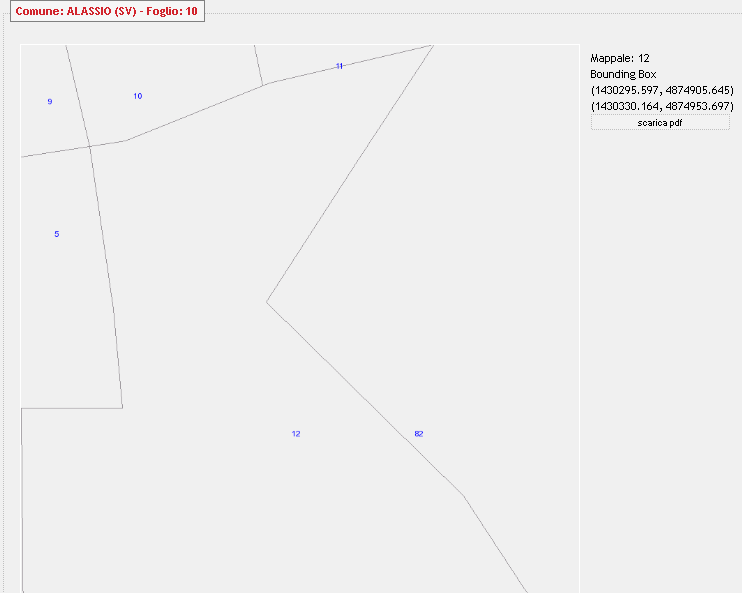 Comune: ALASSIO (SV) - Foglio: 10
Mappale: 12
Bounding Box
(1430295.597, 4874905.645)
(1430330.164, 4874953.697)
scarica pdf
11
10
9
5
12
82